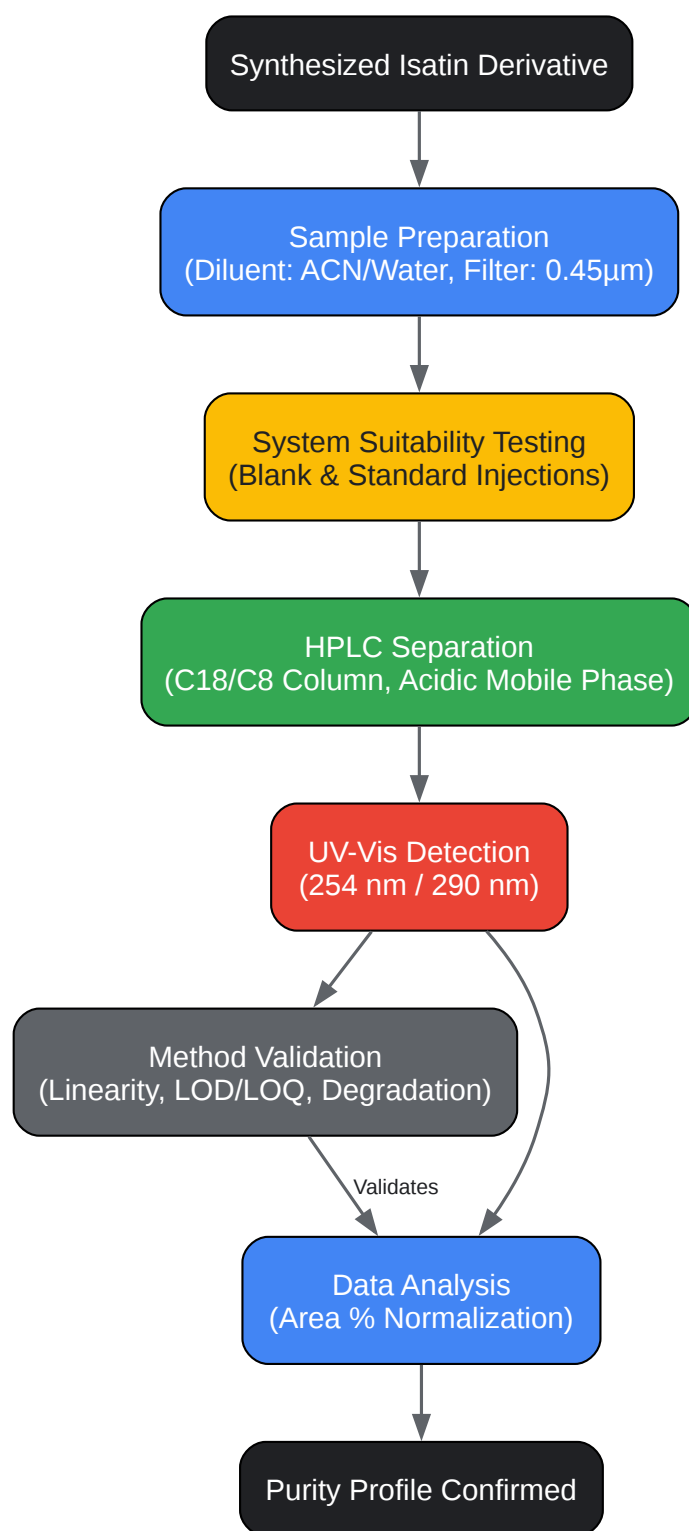 Synthesized Isatin Derivative
Sample Preparation
(Diluent: ACN/Water, Filter: 0.45µm)
System Suitability Testing
(Blank & Standard Injections)
HPLC Separation
(C18/C8 Column, Acidic Mobile Phase)
UV-Vis Detection
(254 nm / 290 nm)
Method Validation
(Linearity, LOD/LOQ, Degradation)
Validates
Data Analysis
(Area % Normalization)
Purity Profile Confirmed